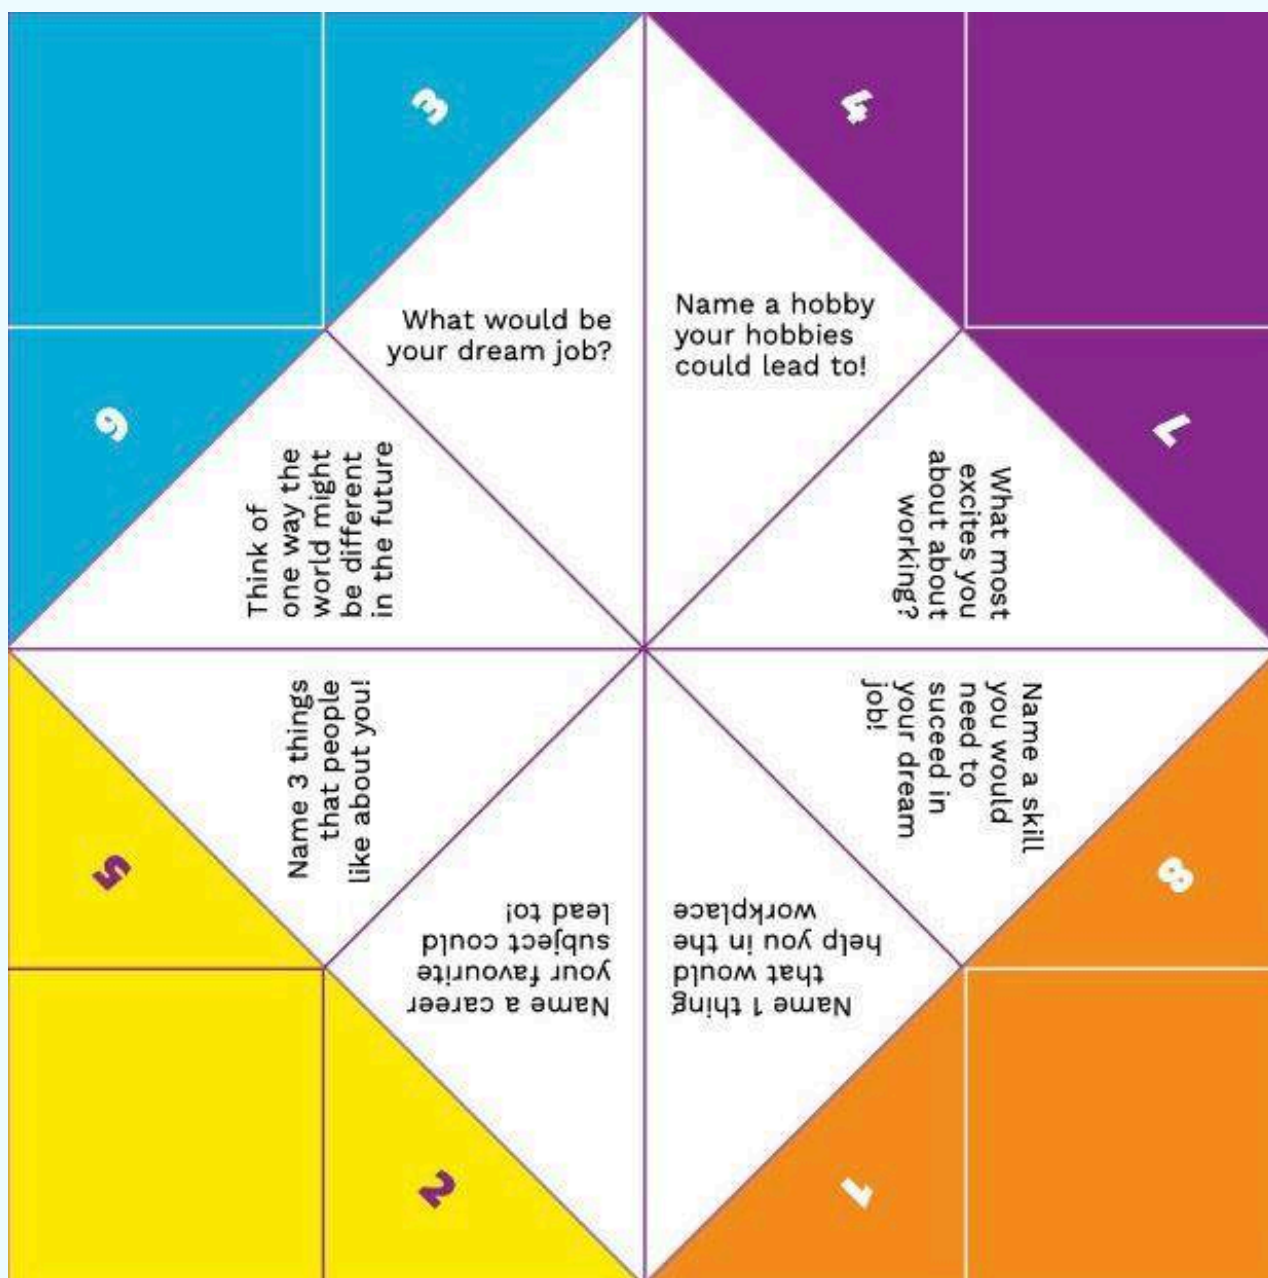 3
4
What would be
your dream job?
Name a hobby
your hobbies
could lead to!
6
7
Think of
one way the
world might
be different
in the future
What most
excites you
about about
working?
Name 3 things
that people
like about you!
Name a skill
you would
need to
suceed in
your dream
job!
5
8
Name a career
your favourite
subject could
lead to!
Name 1 thing
that would
help you in the
workplace
2
1